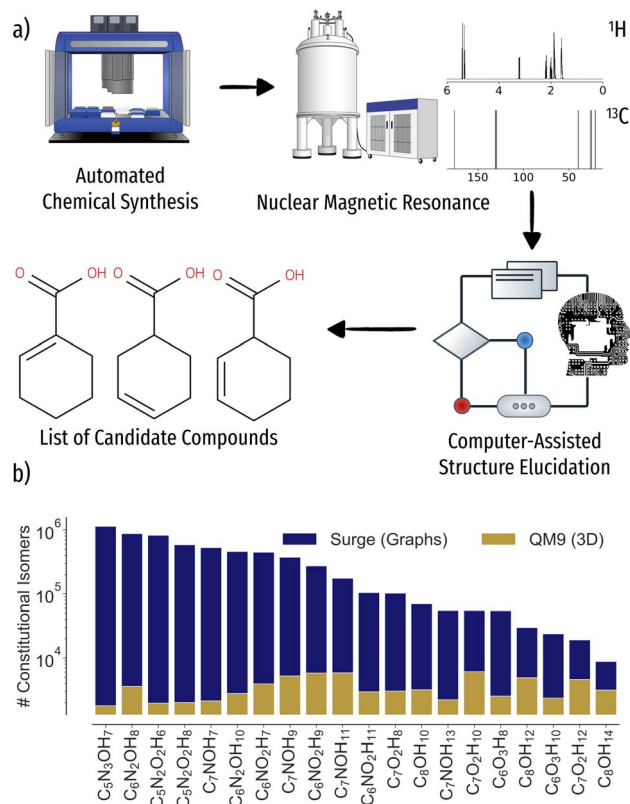 a)
¹H
6 4 2 0
¹³C
150 100 50
Automated
Chemical Synthesis
Nuclear Magnetic Resonance
O OH O OH O OH
List of Candidate Compounds
Computer-Assisted
Structure Elucidation
b)
# Constitutional Isomers
10⁶
10⁵
10⁴
Surge (Graphs) QM9 (3D)
C₅N₃OH₇
C₆N₂OH₈
C₅N₂O₂H₆
C₅N₂O₂H₈
C₇NOH₇
C₆N₂OH₁₀
C₆NO₂H₇
C₇NOH₉
C₆NO₂H₉
C₇NOH₁₁
C₆NO₂H₁₁
C₇O₂H₈
C₈OH₁₀
C₇NOH₁₃
C₇O₂H₁₀
C₆O₃H₈
C₈OH₁₂
C₆O₃H₁₀
C₇O₂H₁₂
C₈OH₁₄